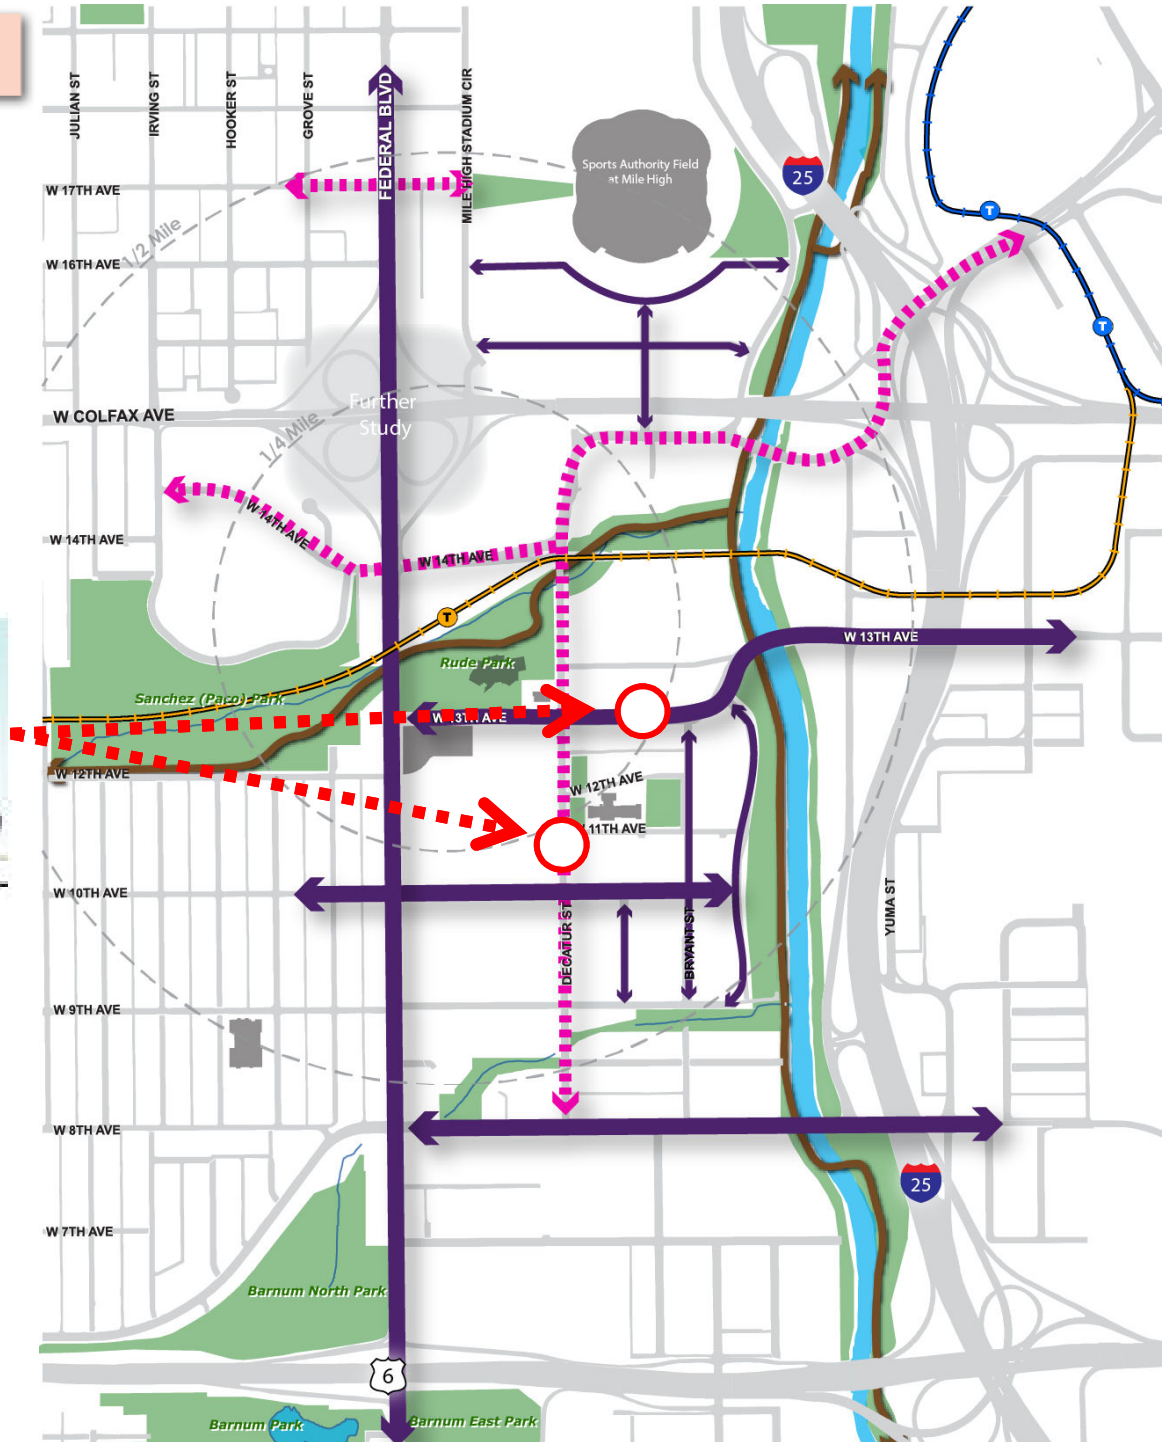 JULIAN ST
IRVING ST
HOOKER ST
GROVE ST
FEDERAL BLVD
MILE HIGH STADIUM CIR
Sports Authority Field
at Mile High
25
W 17TH AVE
T
1/2 Mile
W 16TH AVE
T
W COLFAX AVE
Further
Study
1/4 Mile
W 14TH AVE
W 14TH AVE
W 14TH AVE
T
W 13TH AVE
Rude Park
Sanchez (Paco) Park
W 13TH AVE
W 12TH AVE
W 12TH AVE
11TH AVE
W 10TH AVE
YUMA ST
DECATUR ST
BRYANT ST
W 9TH AVE
W 8TH AVE
25
W 7TH AVE
Barnum North Park
6
Barnum Park
Barnum East Park